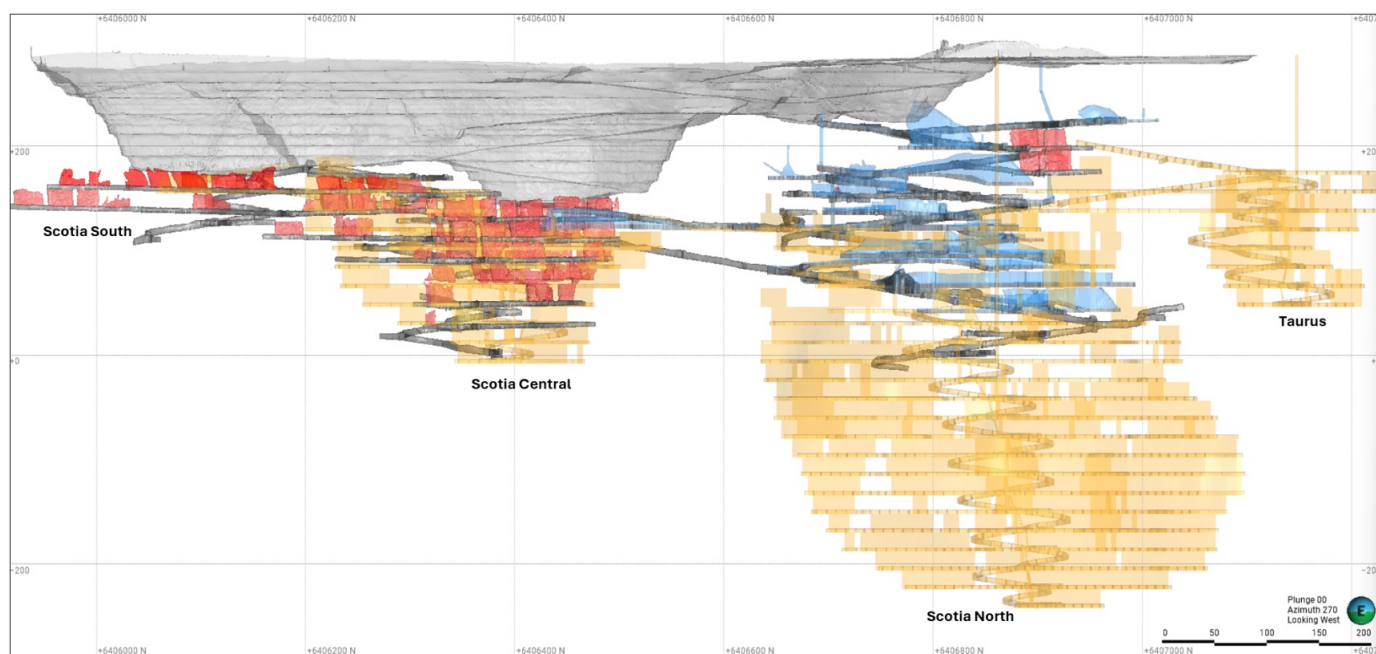 +6406000 N
+6406200 N
+6406400 N
+6406600 N
+6406800 N
+6407000 N
+200
Scotia South
Taurus
+0
Scotia Central
-200
Scotia North
Plunge 00
Azimuth 270
Looking West
E
0 50 100 150 200
+6406000 N
+6406200 N
+6406400 N
+6406600 N
+6406800 N
+6407000 N